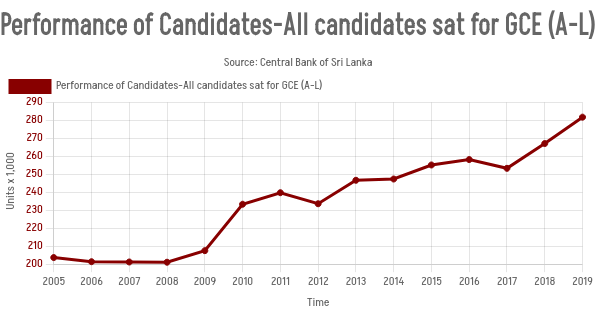 Performance of Candidates-All candidates sat for GCE (A-L)
Source: Central Bank of Sri Lanka
Performance of Candidates-All candidates sat for GCE (A-L)
290
280
270
260
250
240
230
220
210
200
Units x 1,000
2005 2006 2007 2008 2009 2010 2011 2012 2013 2014 2015 2016 2017 2018 2019
Time